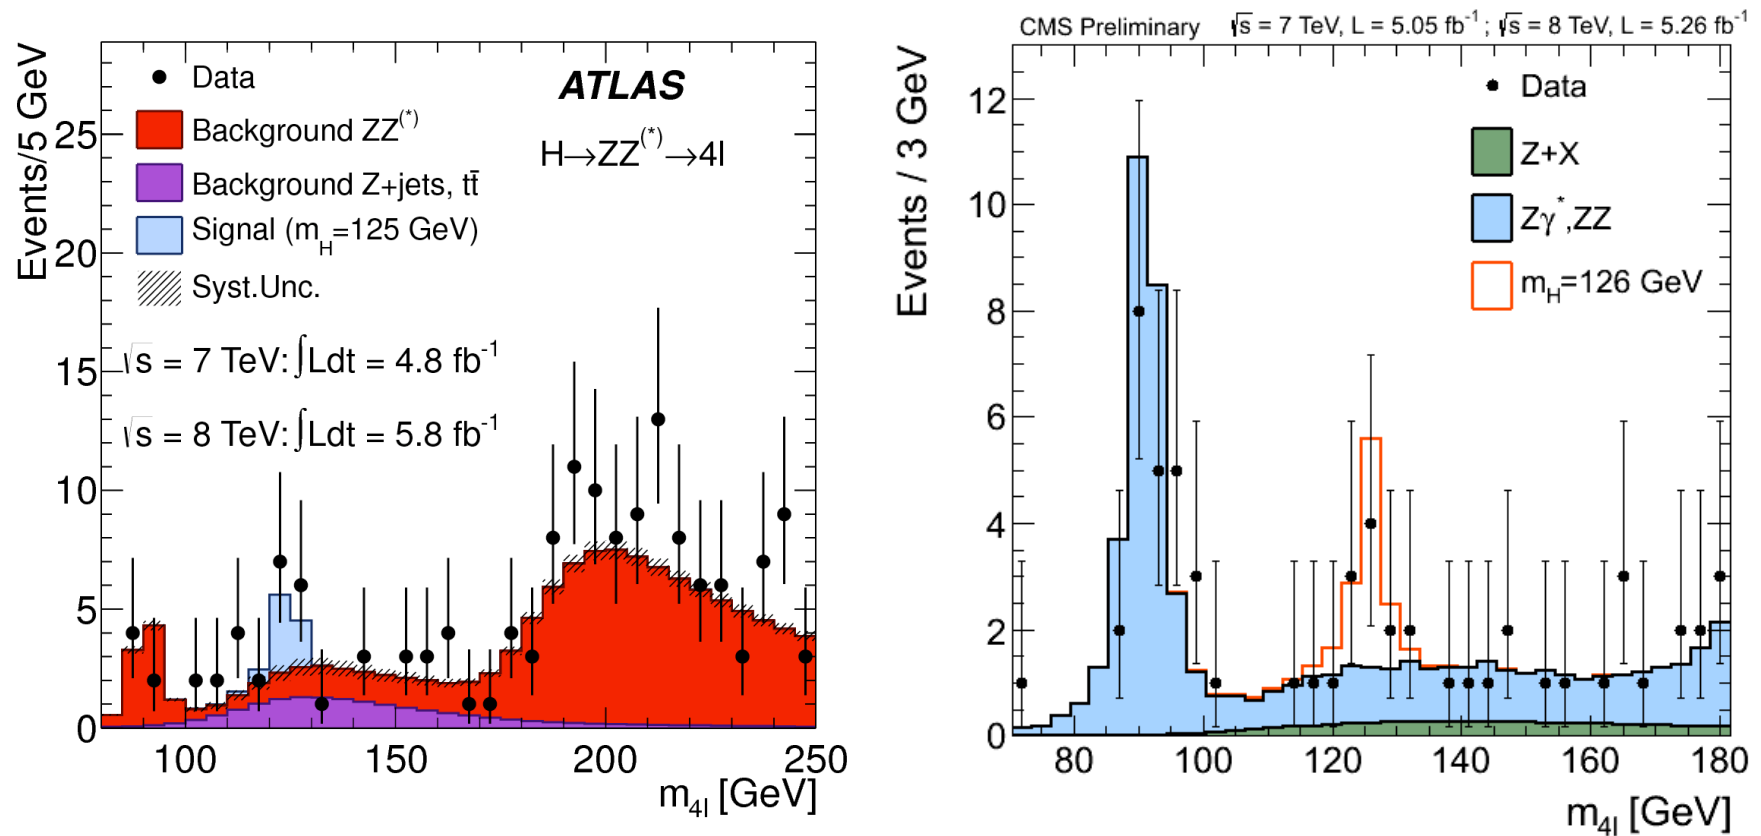 Events/5 GeV
25
20
15
10
5
0
Data
Background ZZ(*)
Background Z+jets, tt̄
Signal (mH=125 GeV)
Syst.Unc.
√s = 7 TeV: ∫Ldt = 4.8 fb-1
√s = 8 TeV: ∫Ldt = 5.8 fb-1
ATLAS
H→ZZ(*)→4l
100 150 200 250
m4l [GeV]
CMS Preliminary √s = 7 TeV, L = 5.05 fb-1 ; √s = 8 TeV, L = 5.26 fb-1
Events / 3 GeV
12
10
8
6
4
2
0
Data
Z+X
Zγ*,ZZ
mH=126 GeV
80 100 120 140 160 180
m4l [GeV]